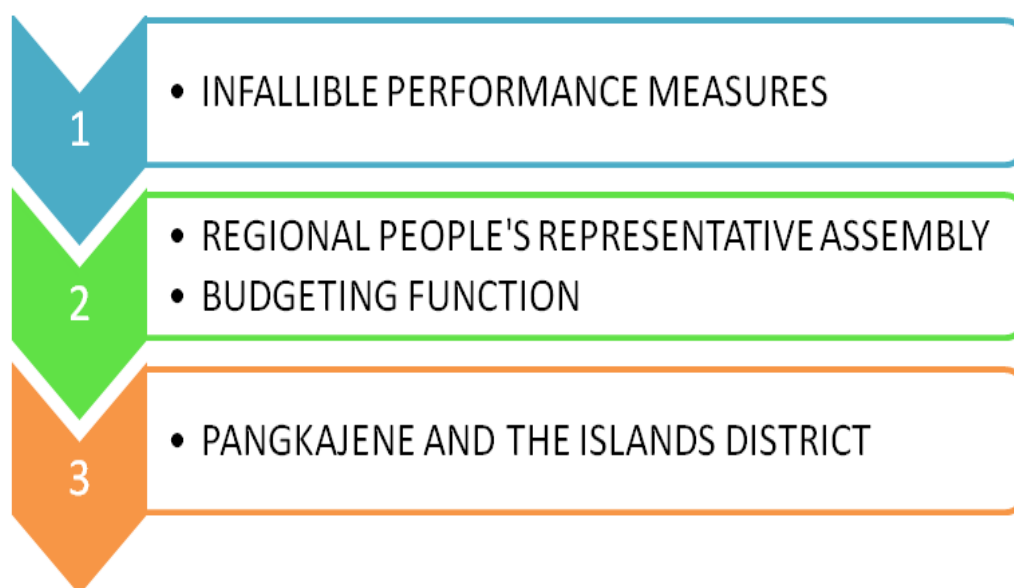 1
• INFALLIBLE PERFORMANCE MEASURES
2
• REGIONAL PEOPLE'S REPRESENTATIVE ASSEMBLY
• BUDGETING FUNCTION
3
• PANGKAJENE AND THE ISLANDS DISTRICT